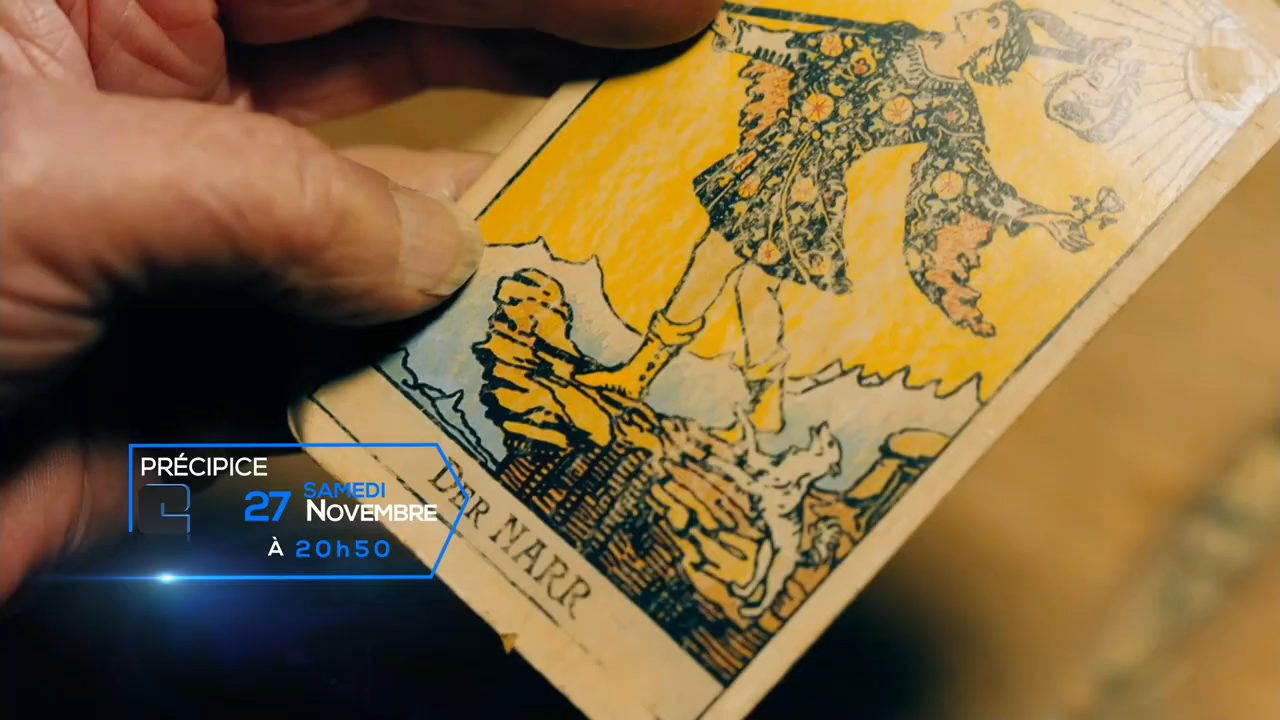 PRÉCIPICE
27 SAMEDI
NOVEMBRE
À 20h50
DER NARR